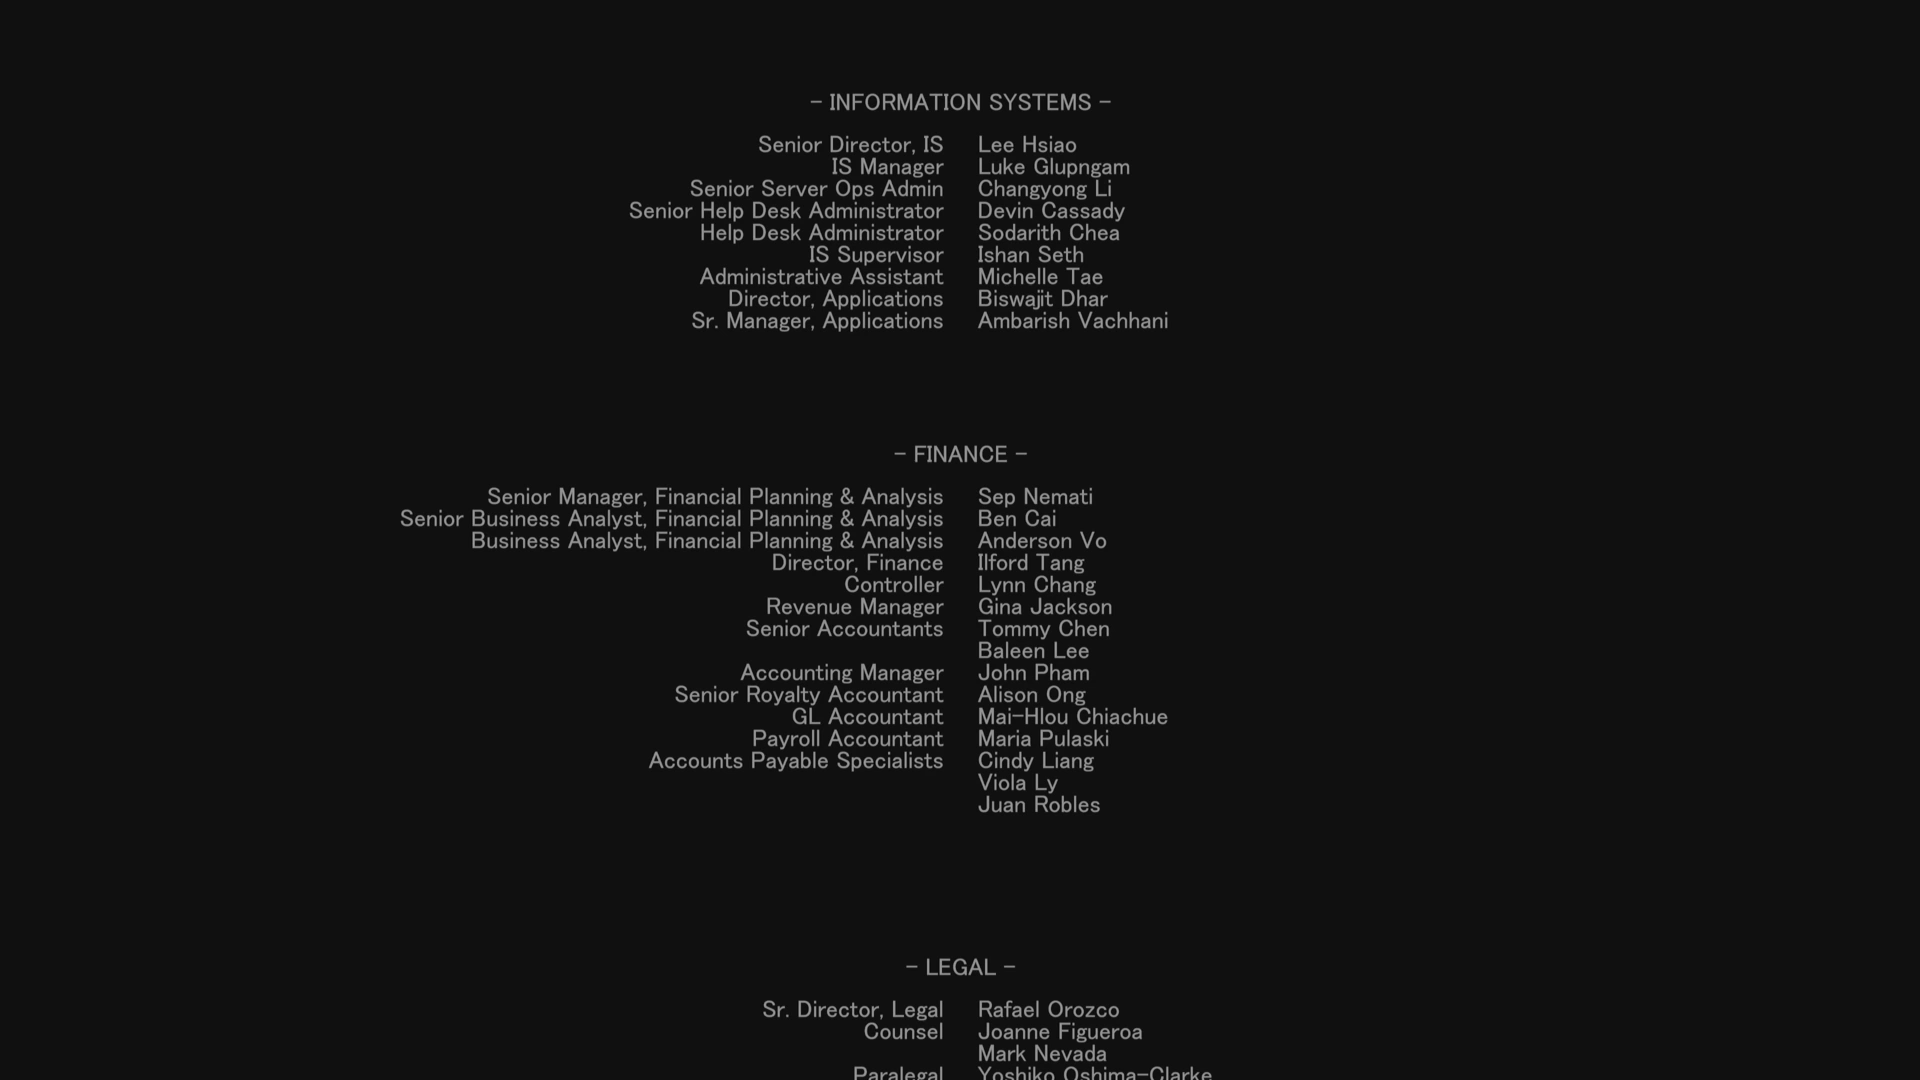 - INFORMATION SYSTEMS -
Senior Director, IS Lee Hsiao
IS Manager Luke Glupngam
Senior Server Ops Admin Changyong Li
Senior Help Desk Administrator Devin Cassady
Help Desk Administrator Sodarith Chea
IS Supervisor Ishan Seth
Administrative Assistant Michelle Tae
Director, Applications Biswajit Dhar
Sr. Manager, Applications Ambarish Vachhani
- FINANCE -
Senior Manager, Financial Planning & Analysis Sep Nemati
Senior Business Analyst, Financial Planning & Analysis Ben Cai
Business Analyst, Financial Planning & Analysis Anderson Vo
Director, Finance Ilford Tang
Controller Lynn Chang
Revenue Manager Gina Jackson
Senior Accountants Tommy Chen
Baleen Lee
Accounting Manager John Pham
Senior Royalty Accountant Alison Ong
GL Accountant Mai-Hlou Chiachue
Payroll Accountant Maria Pulaski
Accounts Payable Specialists Cindy Liang
Viola Ly
Juan Robles
- LEGAL -
Sr. Director, Legal Rafael Orozco
Counsel Joanne Figueroa
Mark Nevada
Paralegal Yoshiko Oshima-Clarke